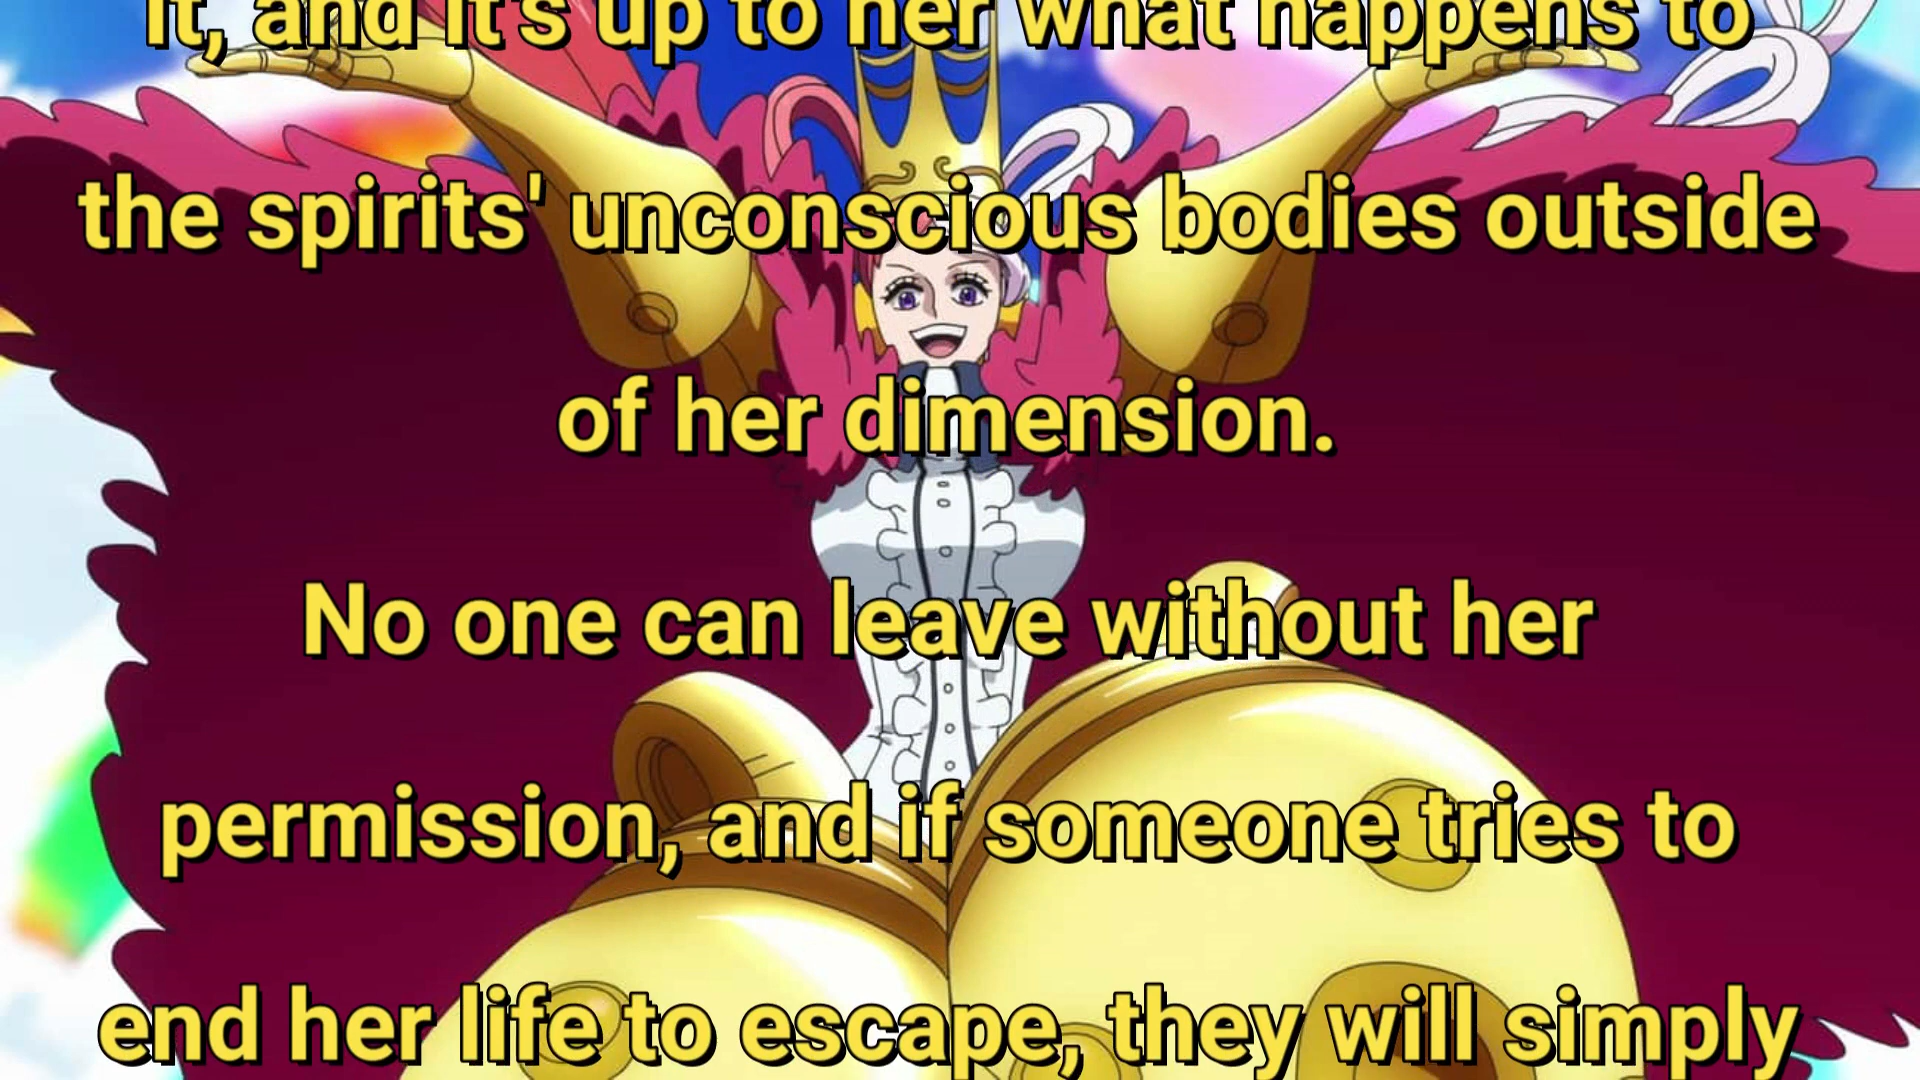 it, and it's up to her what happens to
the spirits' unconscious bodies outside
of her dimension.
No one can leave without her
permission, and if someone tries to
end her life to escape, they will simply